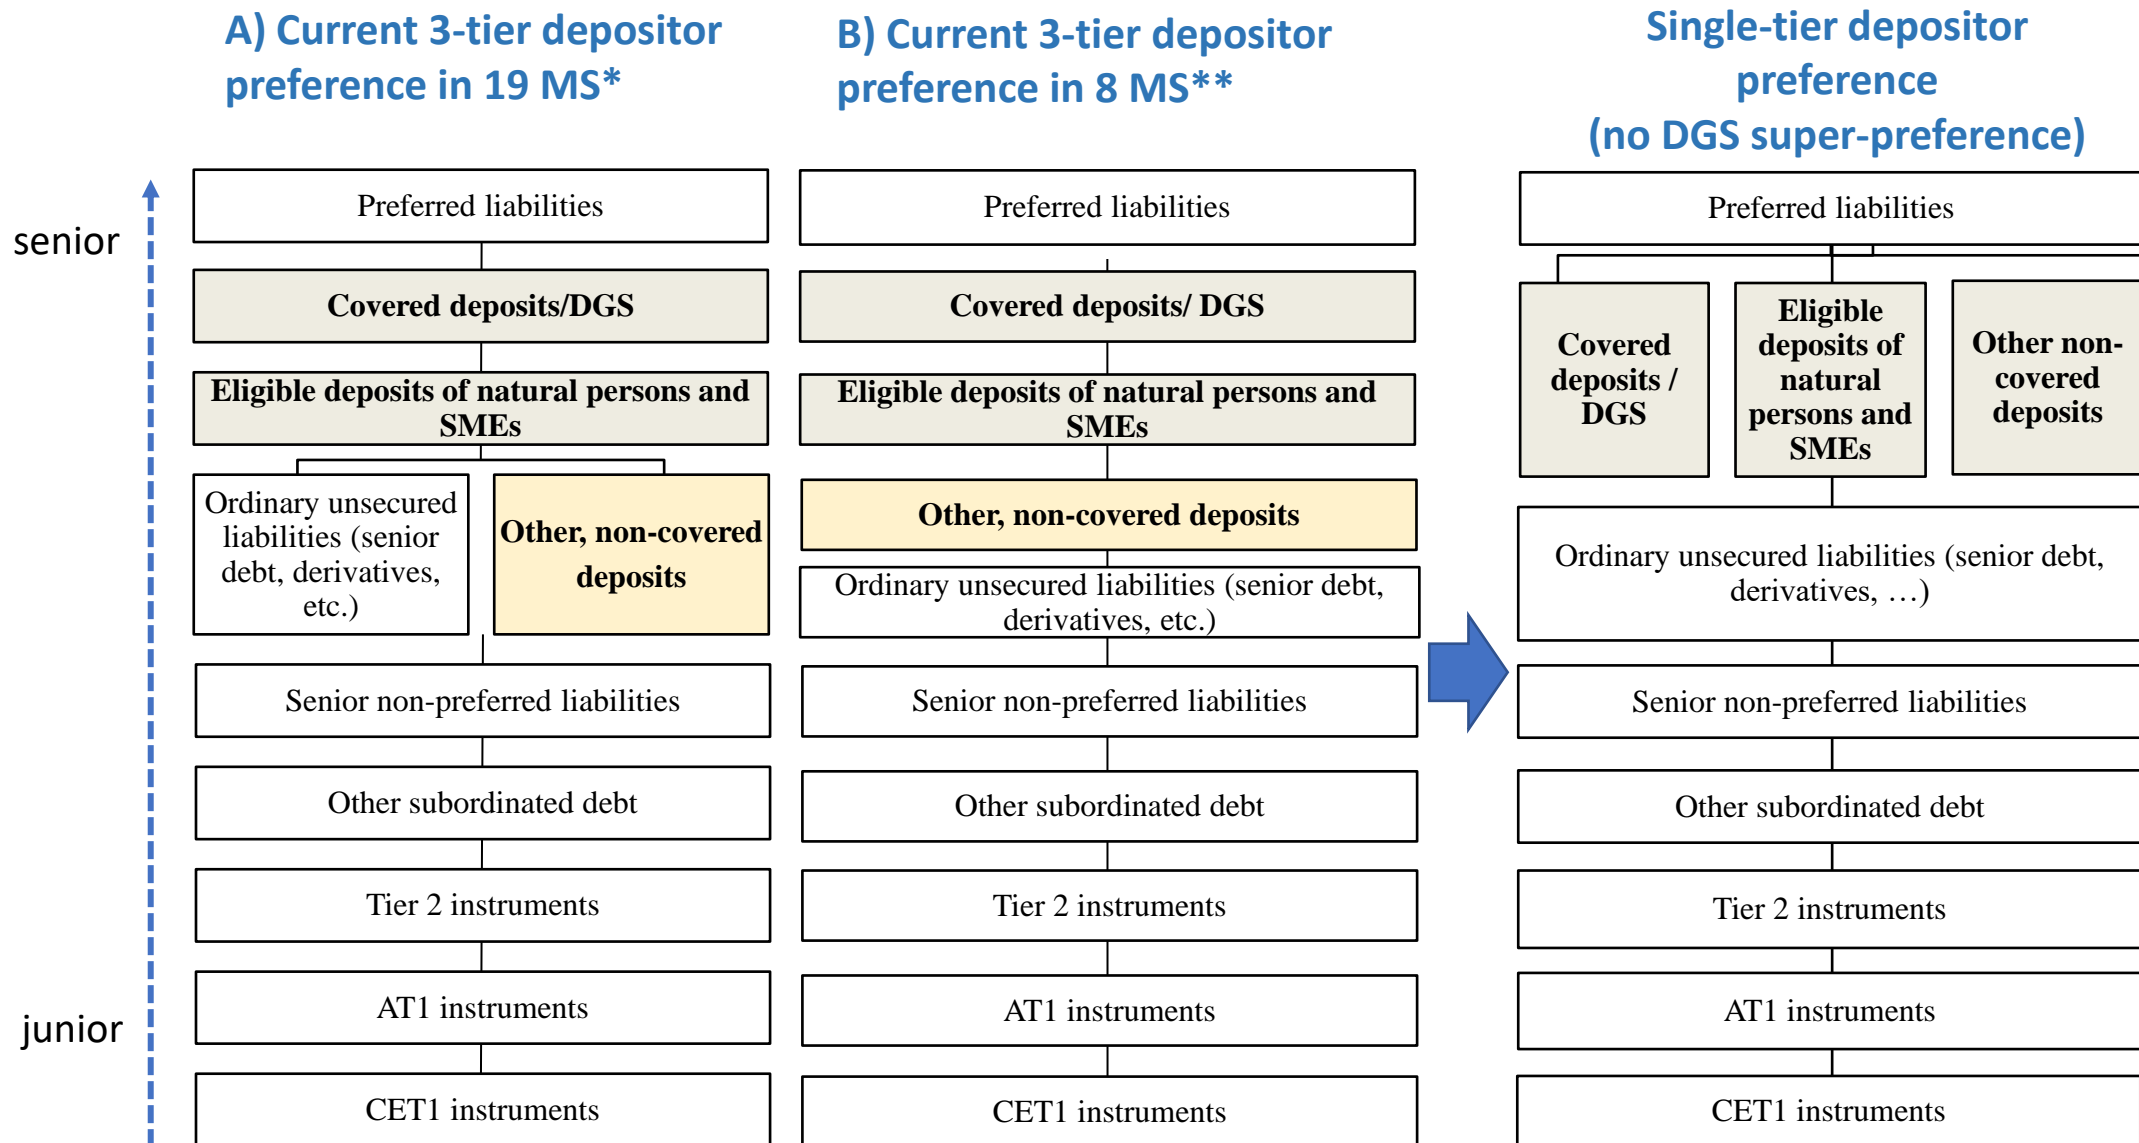 A) Current 3-tier depositor
preference in 19 MS*
B) Current 3-tier depositor
preference in 8 MS**
Single-tier depositor
preference
(no DGS super-preference)
senior
junior
Preferred liabilities
Covered deposits/DGS
Eligible deposits of natural persons and
SMEs
Ordinary unsecured
liabilities (senior
debt, derivatives,
etc.)
Other, non-covered
deposits
Senior non-preferred liabilities
Other subordinated debt
Tier 2 instruments
AT1 instruments
CET1 instruments
Preferred liabilities
Covered deposits/ DGS
Eligible deposits of natural persons and
SMEs
Other, non-covered deposits
Ordinary unsecured liabilities (senior debt,
derivatives, etc.)
Senior non-preferred liabilities
Other subordinated debt
Tier 2 instruments
AT1 instruments
CET1 instruments
Preferred liabilities
Covered
deposits /
DGS
Eligible
deposits of
natural
persons and
SMEs
Other non-
covered
deposits
Ordinary unsecured liabilities (senior debt,
derivatives, …)
Senior non-preferred liabilities
Other subordinated debt
Tier 2 instruments
AT1 instruments
CET1 instruments